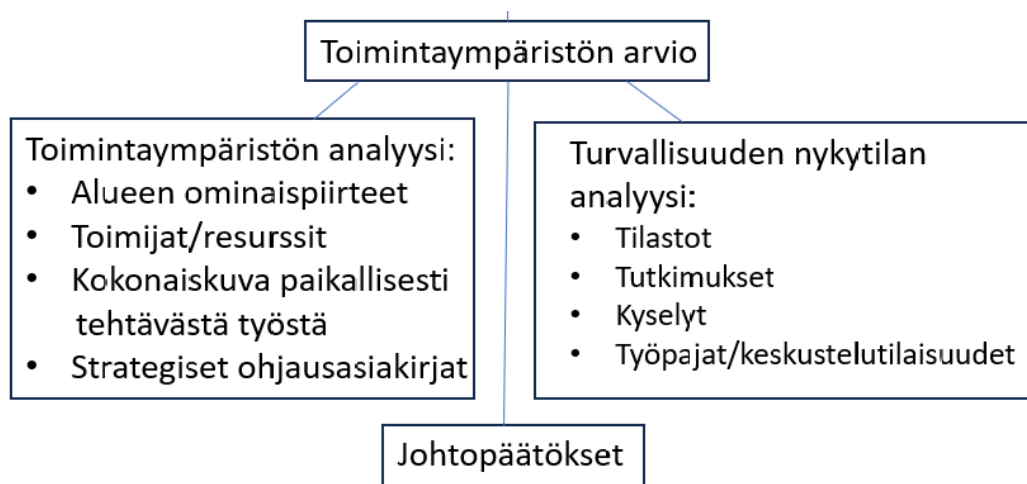 Toimintaympäristön arvio
Toimintaympäristön analyysi:
• Alueen ominaispiirteet
• Toimijat/resurssit
• Kokonaiskuva paikallisesti
tehtävästä työstä
• Strategiset ohjausasiakirjat
Turvallisuuden nykytilan
analyysi:
• Tilastot
• Tutkimukset
• Kyselyt
• Työpajat/keskustelutilaisuudet
Johtopäätökset